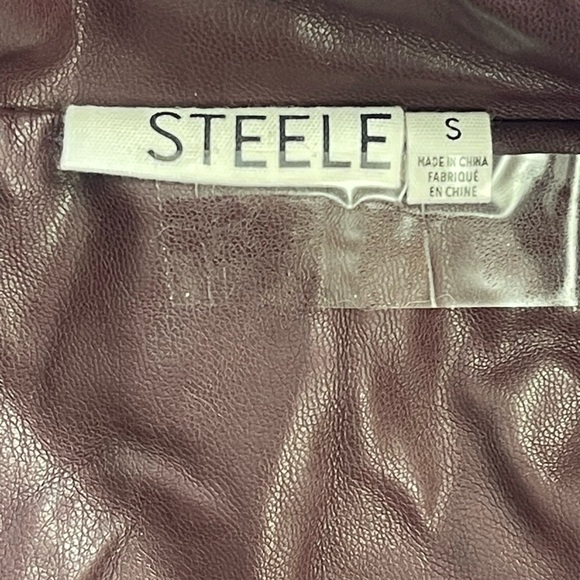 STEELE
S
MADE IN CHINA
FABRIQUÉ
EN CHINE